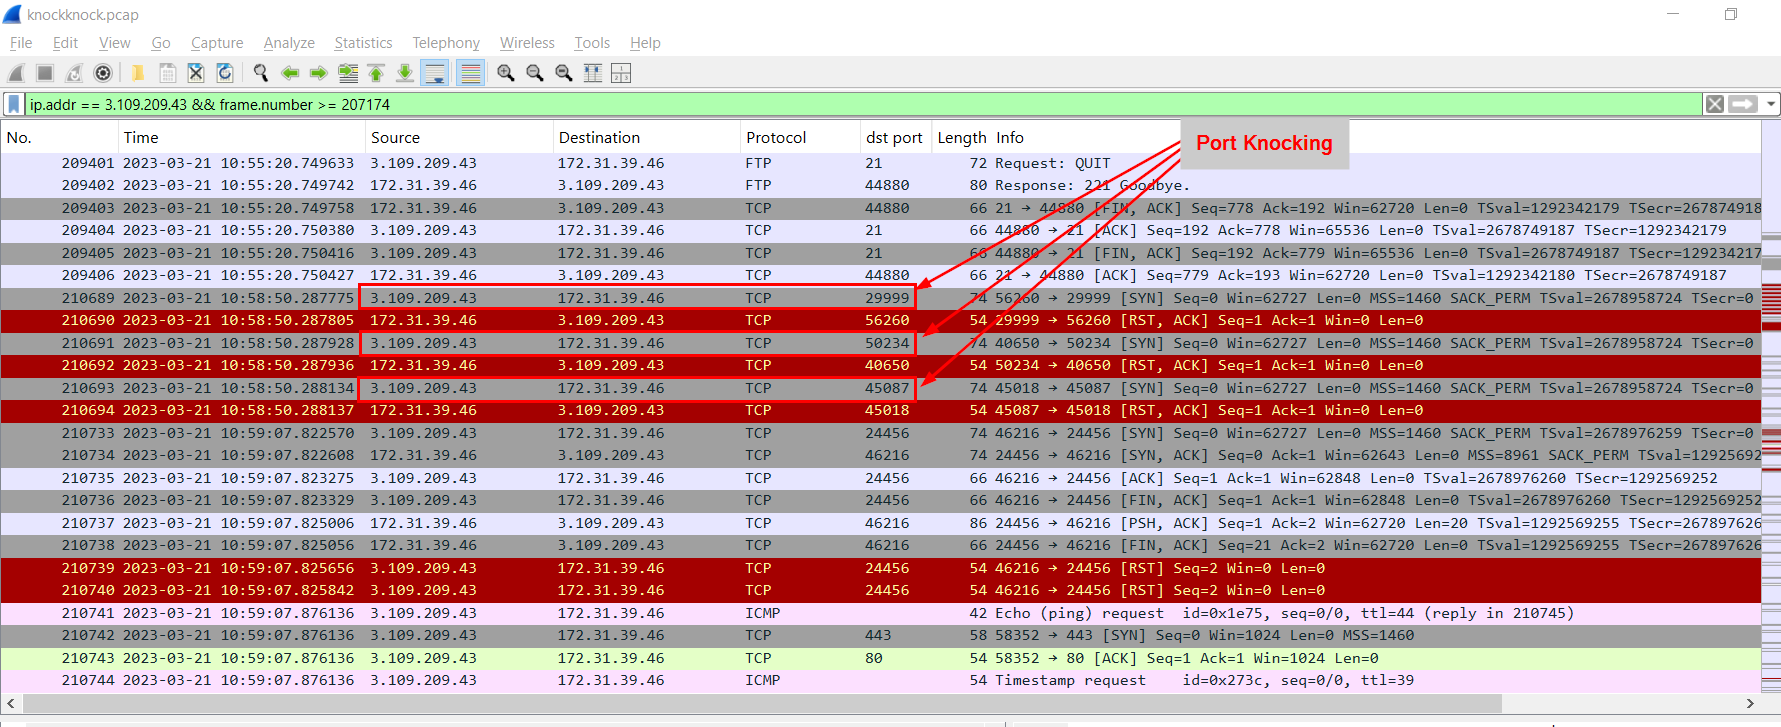 knockknock.pcap
File Edit View Go Capture Analyze Statistics Telephony Wireless Tools Help
ip.addr == 3.109.209.43 && frame.number >= 207174
No. Time Source Destination Protocol dst port Length Info
Port Knocking
209401 2023-03-21 10:55:20.749633 3.109.209.43 172.31.39.46 FTP 21 72 Request: QUIT
209402 2023-03-21 10:55:20.749742 172.31.39.46 3.109.209.43 FTP 44880 80 Response: 221 Goodbye.
209403 2023-03-21 10:55:20.749758 172.31.39.46 3.109.209.43 TCP 44880 66 21 → 44880 [FIN, ACK] Seq=778 Ack=192 Win=62720 Len=0 TSval=1292342179 TSecr=267874918
209404 2023-03-21 10:55:20.750380 3.109.209.43 172.31.39.46 TCP 21 66 44880 → 21 [ACK] Seq=192 Ack=778 Win=65536 Len=0 TSval=2678749187 TSecr=1292342179
209405 2023-03-21 10:55:20.750416 3.109.209.43 172.31.39.46 TCP 21 66 44880 → 21 [FIN, ACK] Seq=192 Ack=779 Win=65536 Len=0 TSval=2678749187 TSecr=129234217
209406 2023-03-21 10:55:20.750427 172.31.39.46 3.109.209.43 TCP 44880 66 21 → 44880 [ACK] Seq=779 Ack=193 Win=62720 Len=0 TSval=1292342180 TSecr=2678749187
210689 2023-03-21 10:58:50.287775 3.109.209.43 172.31.39.46 TCP 29999 74 56260 → 29999 [SYN] Seq=0 Win=62727 Len=0 MSS=1460 SACK_PERM TSval=2678958724 TSecr=0
210690 2023-03-21 10:58:50.287805 172.31.39.46 3.109.209.43 TCP 56260 54 29999 → 56260 [RST, ACK] Seq=1 Ack=1 Win=0 Len=0
210691 2023-03-21 10:58:50.287928 3.109.209.43 172.31.39.46 TCP 50234 74 40650 → 50234 [SYN] Seq=0 Win=62727 Len=0 MSS=1460 SACK_PERM TSval=2678958724 TSecr=0
210692 2023-03-21 10:58:50.287936 172.31.39.46 3.109.209.43 TCP 40650 54 50234 → 40650 [RST, ACK] Seq=1 Ack=1 Win=0 Len=0
210693 2023-03-21 10:58:50.288134 3.109.209.43 172.31.39.46 TCP 45087 74 45018 → 45087 [SYN] Seq=0 Win=62727 Len=0 MSS=1460 SACK_PERM TSval=2678958724 TSecr=0
210694 2023-03-21 10:58:50.288137 172.31.39.46 3.109.209.43 TCP 45018 54 45087 → 45018 [RST, ACK] Seq=1 Ack=1 Win=0 Len=0
210733 2023-03-21 10:59:07.822570 3.109.209.43 172.31.39.46 TCP 24456 74 46216 → 24456 [SYN] Seq=0 Win=62727 Len=0 MSS=1460 SACK_PERM TSval=2678976259 TSecr=0
210734 2023-03-21 10:59:07.822608 172.31.39.46 3.109.209.43 TCP 46216 74 24456 → 46216 [SYN, ACK] Seq=0 Ack=1 Win=62643 Len=0 MSS=8961 SACK_PERM TSval=12925692
210735 2023-03-21 10:59:07.823275 3.109.209.43 172.31.39.46 TCP 24456 66 46216 → 24456 [ACK] Seq=1 Ack=1 Win=62848 Len=0 TSval=2678976260 TSecr=1292569252
210736 2023-03-21 10:59:07.823329 3.109.209.43 172.31.39.46 TCP 24456 66 46216 → 24456 [FIN, ACK] Seq=1 Ack=1 Win=62848 Len=0 TSval=2678976260 TSecr=1292569252
210737 2023-03-21 10:59:07.825006 172.31.39.46 3.109.209.43 TCP 46216 86 24456 → 46216 [PSH, ACK] Seq=1 Ack=2 Win=62720 Len=20 TSval=1292569255 TSecr=267897626
210738 2023-03-21 10:59:07.825056 172.31.39.46 3.109.209.43 TCP 46216 66 24456 → 46216 [FIN, ACK] Seq=21 Ack=2 Win=62720 Len=0 TSval=1292569255 TSecr=267897626
210739 2023-03-21 10:59:07.825656 3.109.209.43 172.31.39.46 TCP 24456 54 46216 → 24456 [RST] Seq=2 Win=0 Len=0
210740 2023-03-21 10:59:07.825842 3.109.209.43 172.31.39.46 TCP 24456 54 46216 → 24456 [RST] Seq=2 Win=0 Len=0
210741 2023-03-21 10:59:07.876136 3.109.209.43 172.31.39.46 ICMP 42 Echo (ping) request id=0x1e75, seq=0/0, ttl=44 (reply in 210745)
210742 2023-03-21 10:59:07.876136 3.109.209.43 172.31.39.46 TCP 443 58 58352 → 443 [SYN] Seq=0 Win=1024 Len=0 MSS=1460
210743 2023-03-21 10:59:07.876136 3.109.209.43 172.31.39.46 TCP 80 54 58352 → 80 [ACK] Seq=1 Ack=1 Win=1024 Len=0
210744 2023-03-21 10:59:07.876136 3.109.209.43 172.31.39.46 ICMP 54 Timestamp request id=0x273c, seq=0/0, ttl=39